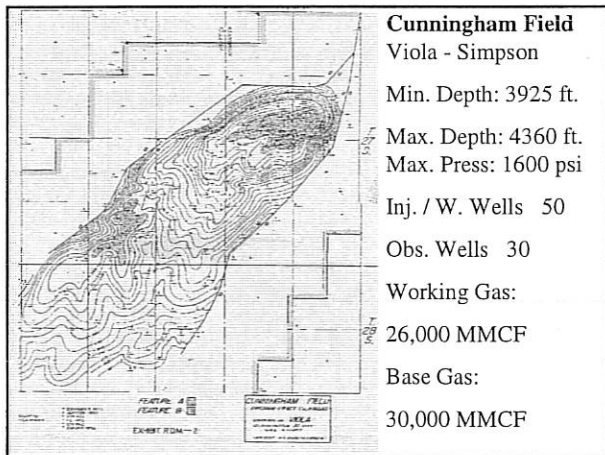 Cunningham Field
Viola - Simpson
Min. Depth: 3925 ft.
Max. Depth: 4360 ft.
Max. Press: 1600 psi
Inj. / W. Wells 50
Obs. Wells 30
Working Gas:
26,000 MMCF
Base Gas:
30,000 MMCF
T
27
S
T
28
S
FEATURE A
FEATURE B
EXHIBIT RDM-2
CUNNINGHAM FIELD
VIOLA